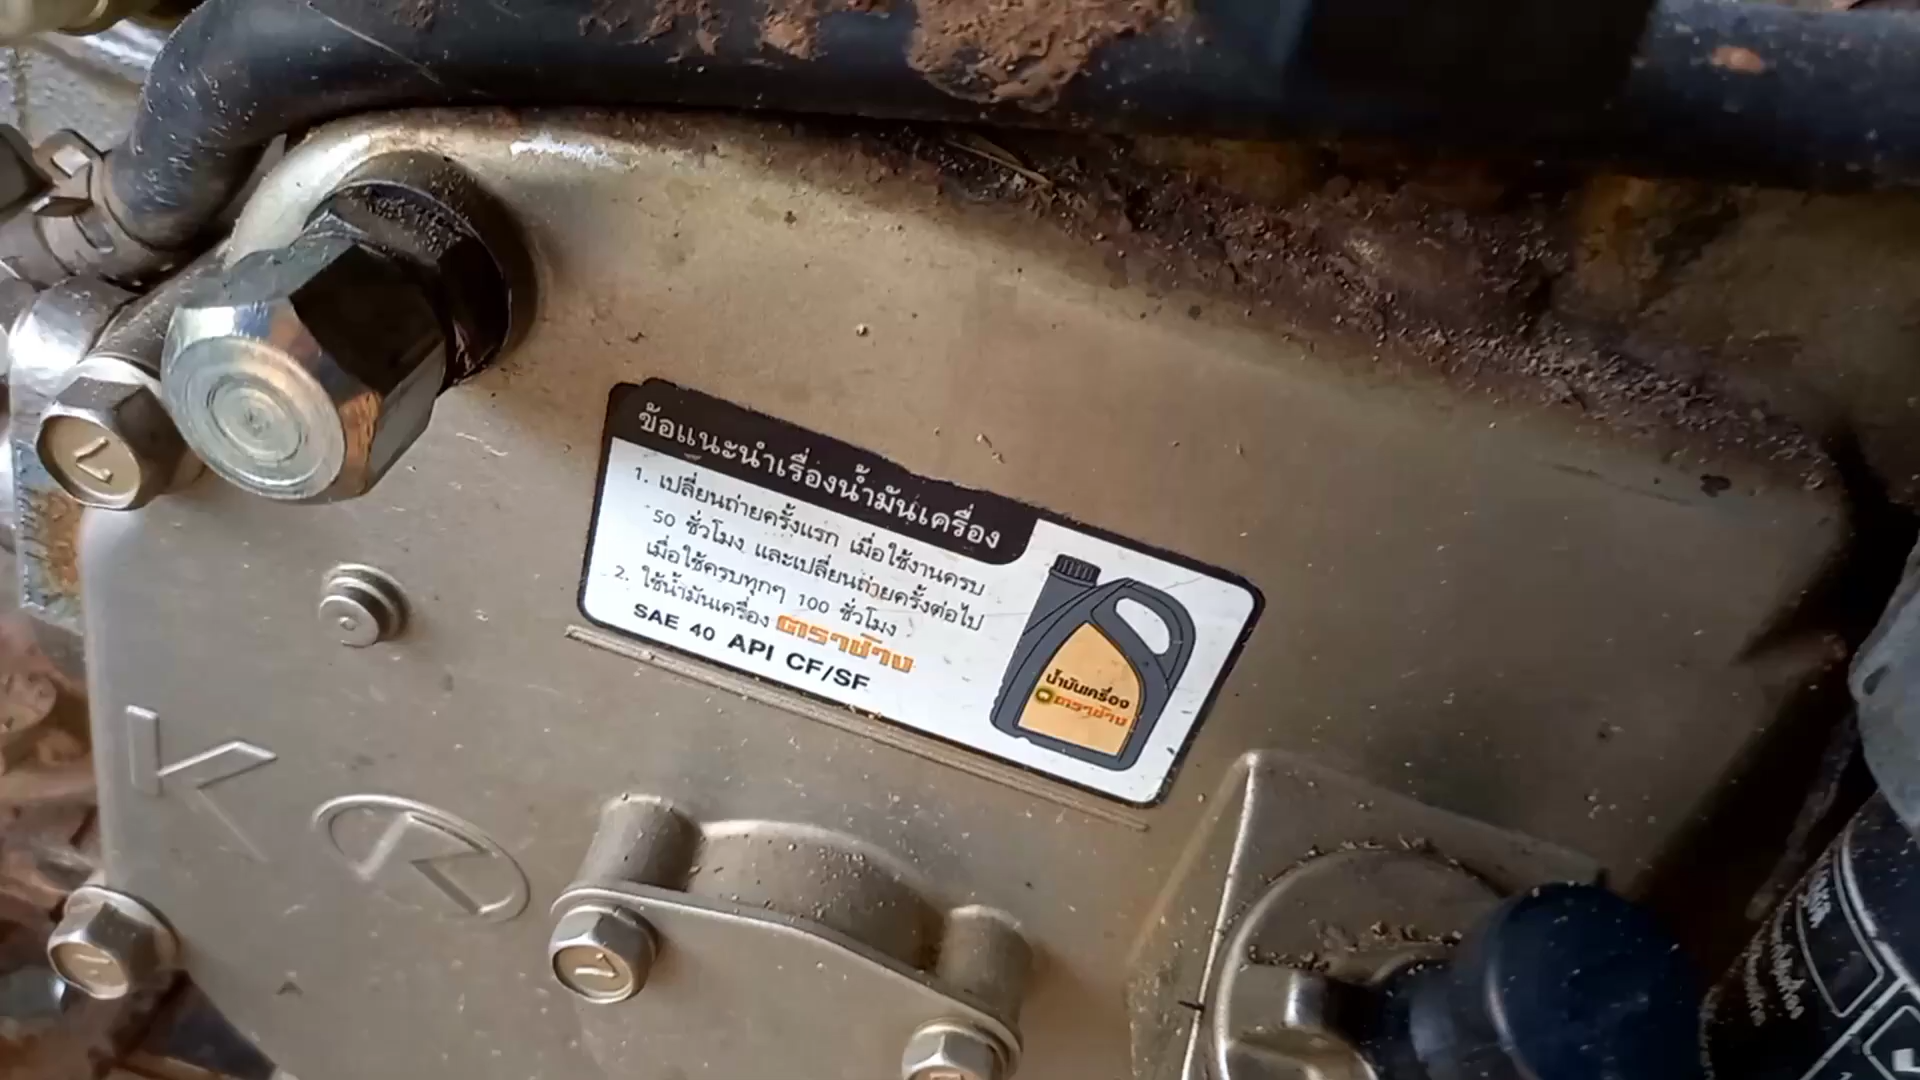 ข้อแนะนำเรื่องน้ำมันเครื่อง
1. เปลี่ยนถ่ายครั้งแรก เมื่อใช้งานครบ
50 ชั่วโมง และเปลี่ยนถ่ายครั้งต่อไป
เมื่อใช้ครบทุกๆ 100 ชั่วโมง
2. ใช้น้ำมันเครื่อง ตราช้าง
SAE 40 API CF/SF
น้ำมันเครื่อง
ตราช้าง
K